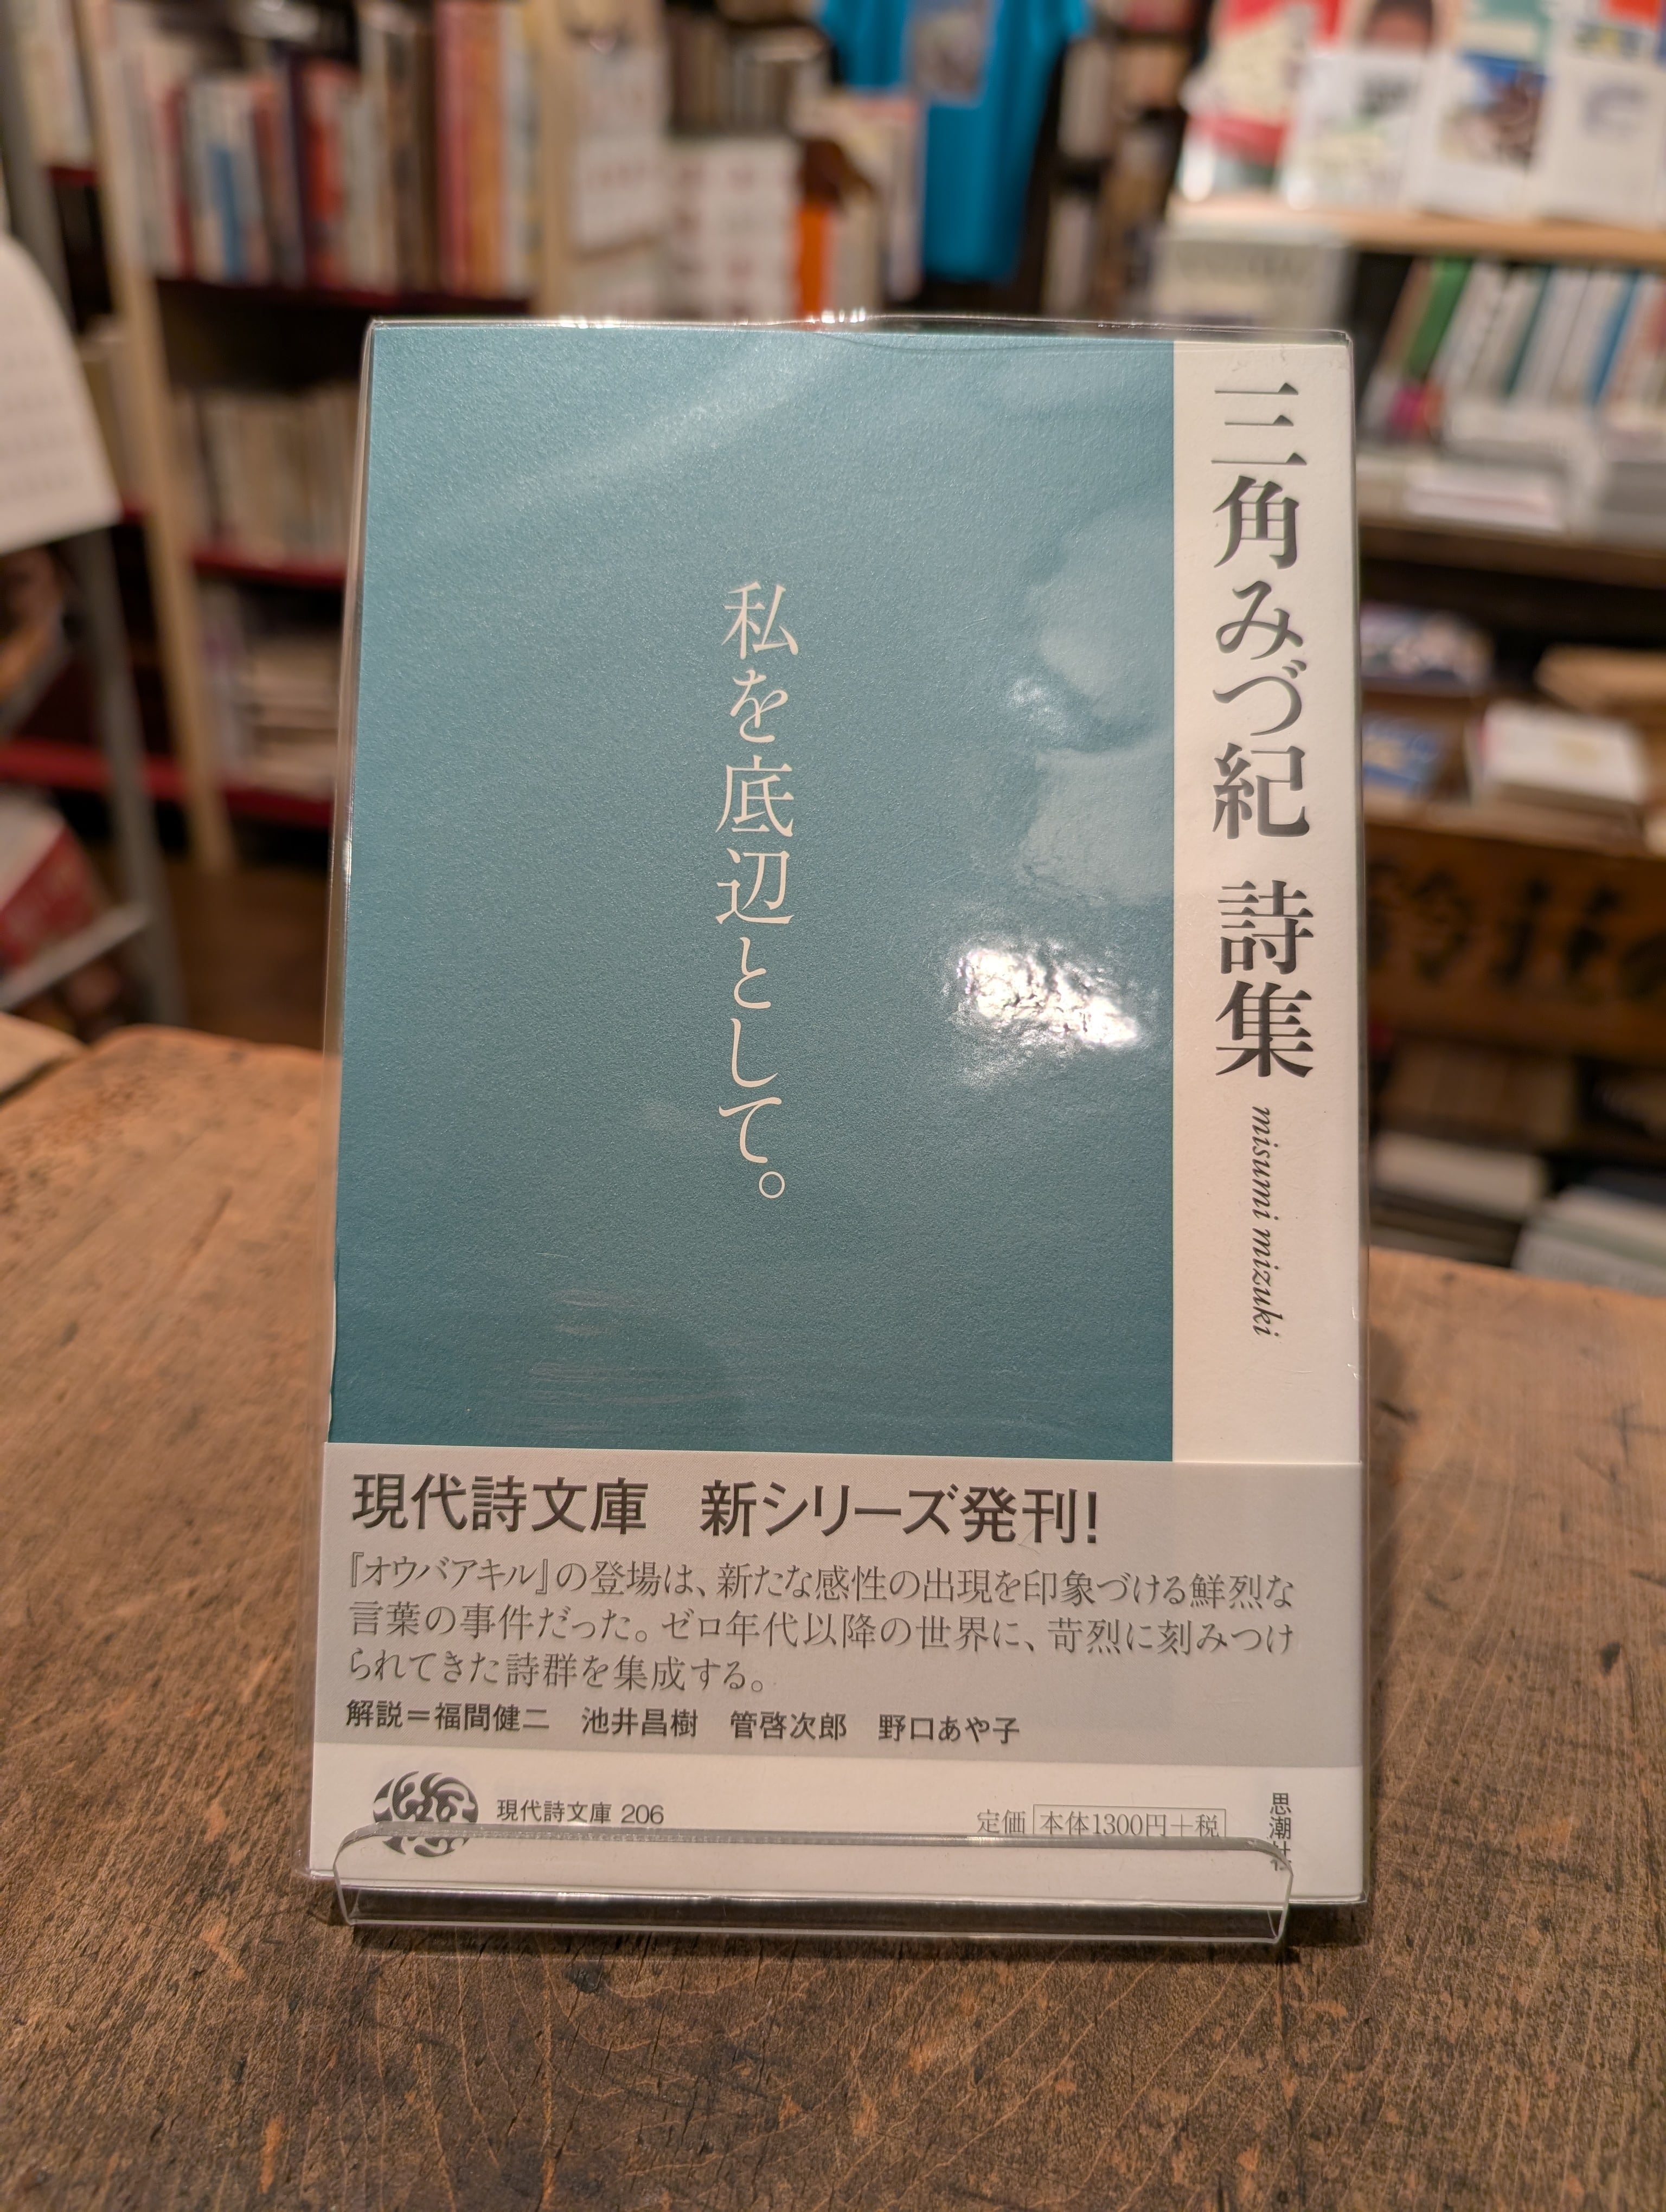 三角みづ紀 詩集
misumi mizuki
私を底辺として。
現代詩文庫 新シリーズ発刊!
『オウバアキル』の登場は、新たな感性の出現を印象づける鮮烈な
言葉の事件だった。ゼロ年代以降の世界に、苛烈に刻みつけ
られてきた詩群を集成する。
解説=福間健二 池井昌樹 管啓次郎 野口あや子
現代詩文庫 206
定価 本体1300円+税
思潮社